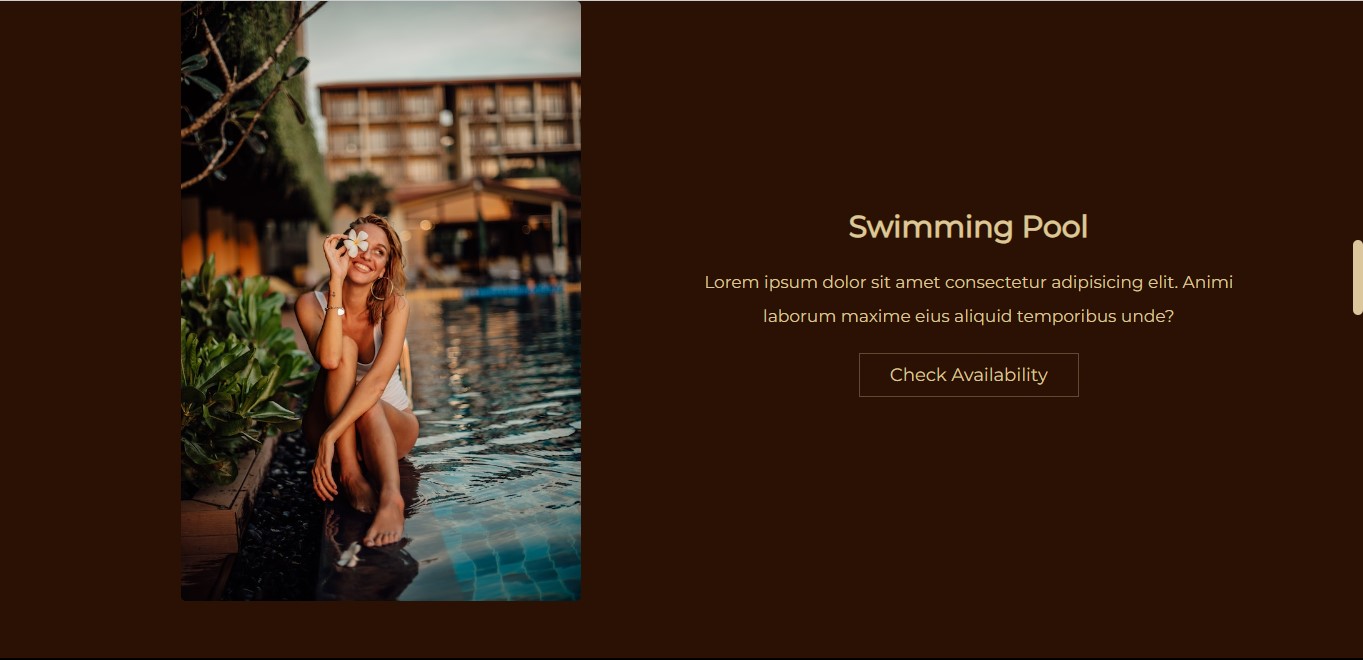 Swimming Pool
Lorem ipsum dolor sit amet consectetur adipisicing elit. Animi
laborum maxime eius aliquid temporibus unde?
Check Availability